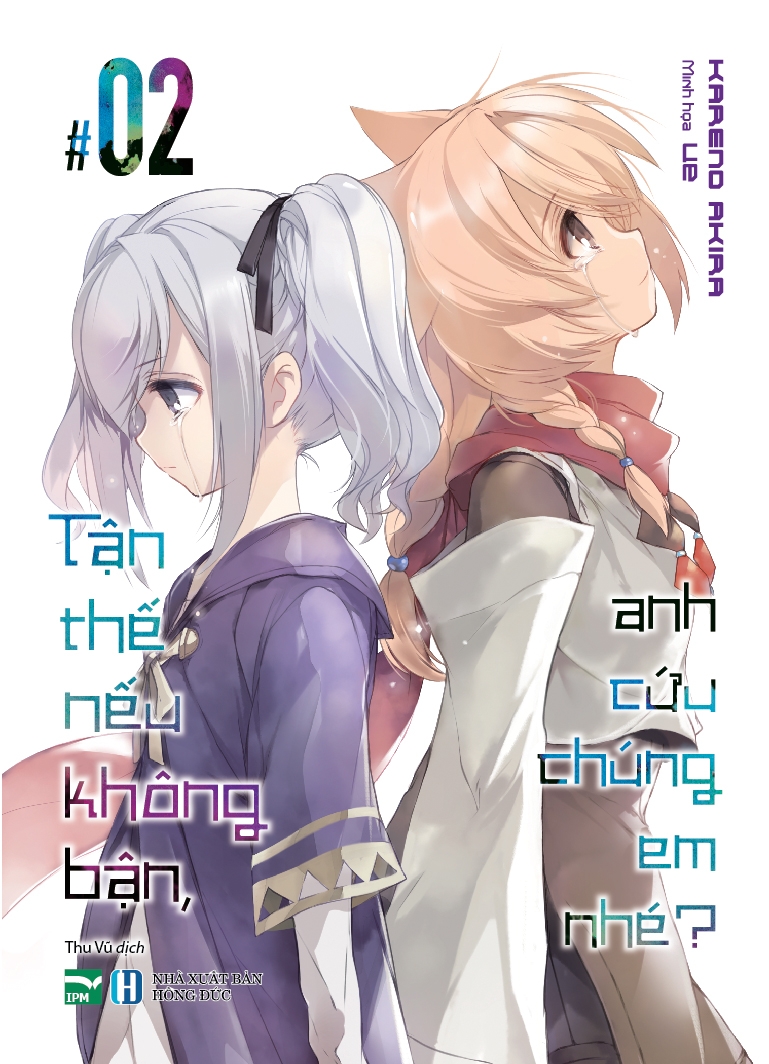 #02
KARENO AKIRA
Minh họa ue
Tận
thế
nếu
không
bận,
anh
cứu
chúng
em
nhé?
Thu Vũ dịch
IPM
NHÀ XUẤT BẢN
HỒNG ĐỨC